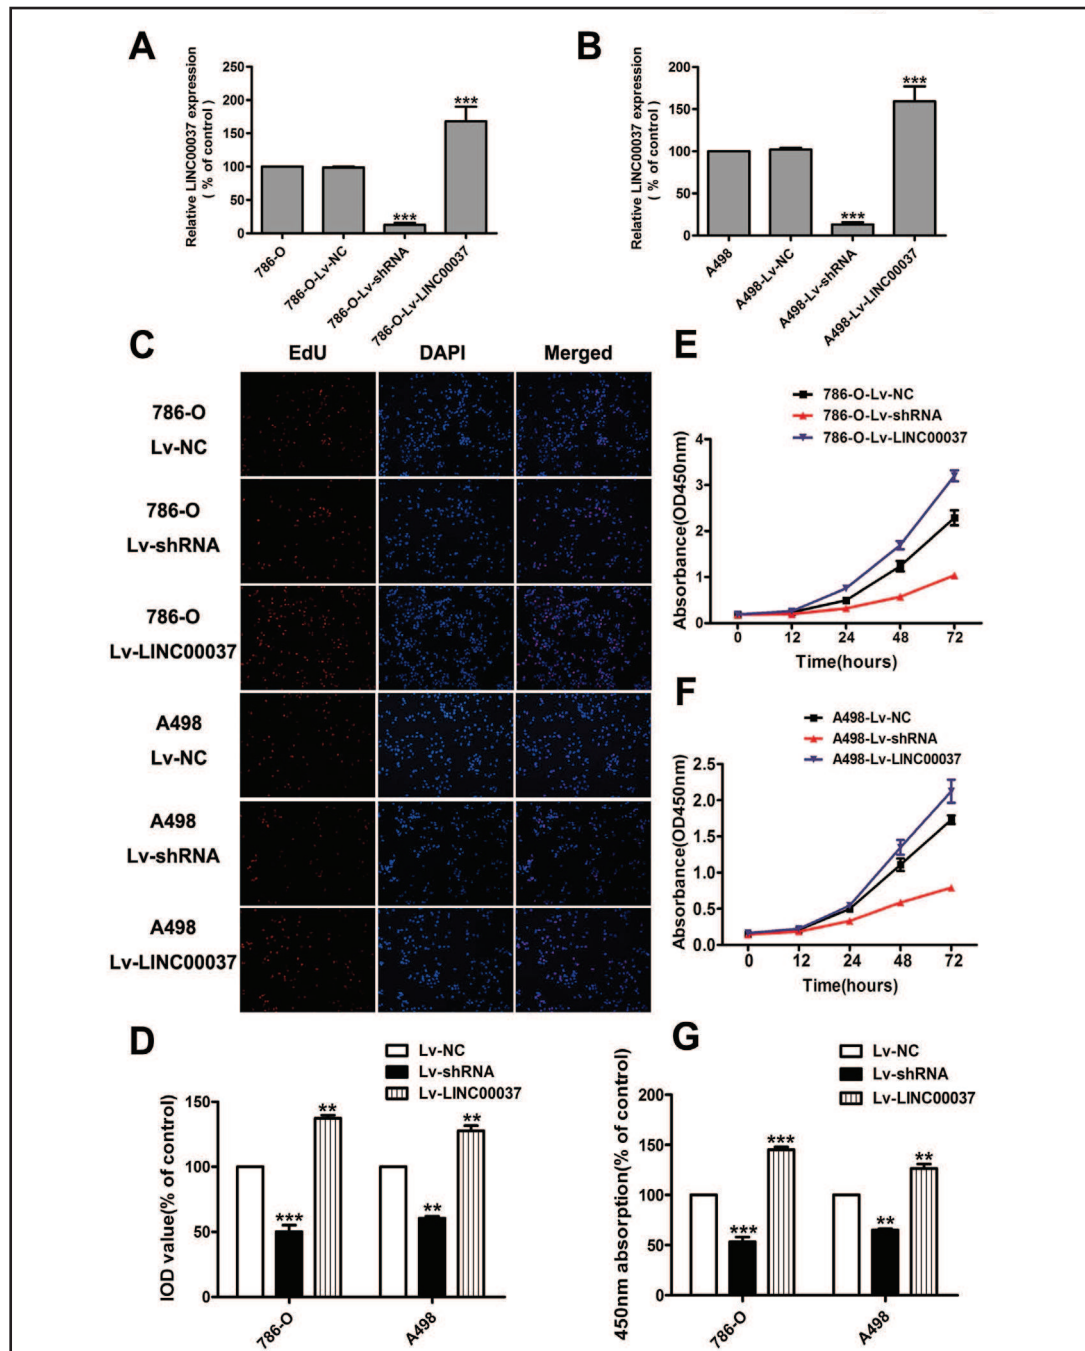 A
Relative LINC00037 expression
( % of control )
250
200
150
100
50
0
***
***
786-O
786-O-Lv-NC
786-O-Lv-shRNA
786-O-Lv-LINC00037
B
Relative LINC00037 expression
( % of control )
200
150
100
50
0
***
***
A498
A498-Lv-NC
A498-Lv-shRNA
A498-Lv-LINC00037
C
EdU DAPI Merged
786-O
Lv-NC
786-O
Lv-shRNA
786-O
Lv-LINC00037
A498
Lv-NC
A498
Lv-shRNA
A498
Lv-LINC00037
E
786-O-Lv-NC
786-O-Lv-shRNA
786-O-Lv-LINC00037
Absorbance(OD450nm)
4
3
2
1
0
0 12 24 48 72
Time(hours)
F
A498-Lv-NC
A498-Lv-shRNA
A498-Lv-LINC00037
Absorbance(OD450nm)
2.5
2.0
1.5
1.0
0.5
0.0
0 12 24 48 72
Time(hours)
D
Lv-NC
Lv-shRNA
Lv-LINC00037
IOD value(% of control)
150
100
50
0
***
**
**
**
786-O
A498
G
Lv-NC
Lv-shRNA
Lv-LINC00037
450nm absorption(% of control)
200
150
100
50
0
***
***
**
**
786-O
A498